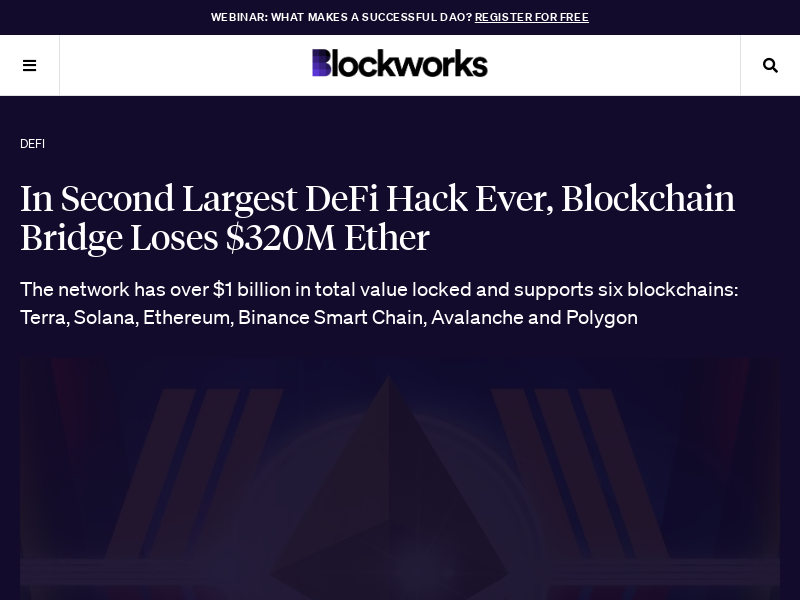 WEBINAR: WHAT MAKES A SUCCESSFUL DAO? REGISTER FOR FREE
Blockworks
DEFI
In Second Largest DeFi Hack Ever, Blockchain
Bridge Loses $320M Ether
The network has over $1 billion in total value locked and supports six blockchains:
Terra, Solana, Ethereum, Binance Smart Chain, Avalanche and Polygon